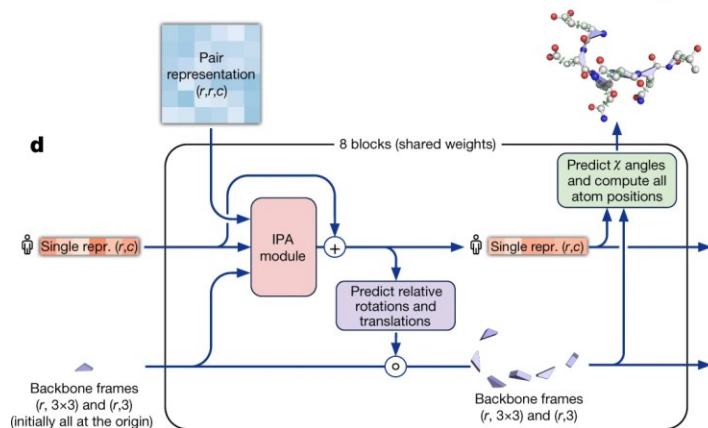 Pair
representation
(r,r,c)
d
8 blocks (shared weights)
Predict χ angles
and compute all
atom positions
Single repr. (r,c)
IPA
module
+
Single repr. (r,c)
Predict relative
rotations and
translations
Backbone frames
(r, 3×3) and (r,3)
(initially all at the origin)
Backbone frames
(r, 3×3) and (r,3)